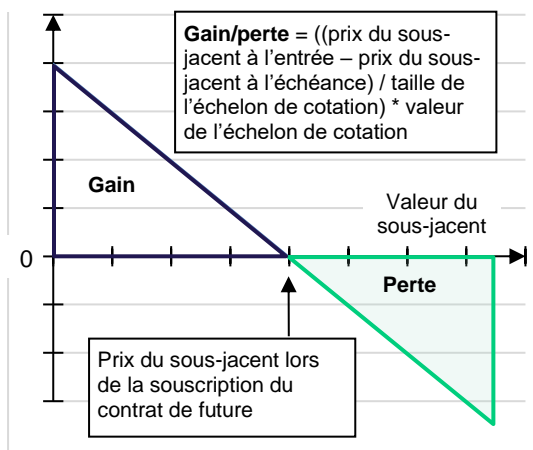 Gain/perte = ((prix du sous-
jacent à l'entrée – prix du sous-
jacent à l'échéance) / taille de
l'échelon de cotation) * valeur
de l'échelon de cotation
Gain
Valeur du
sous-jacent
0
Perte
Prix du sous-jacent lors
de la souscription du
contrat de future